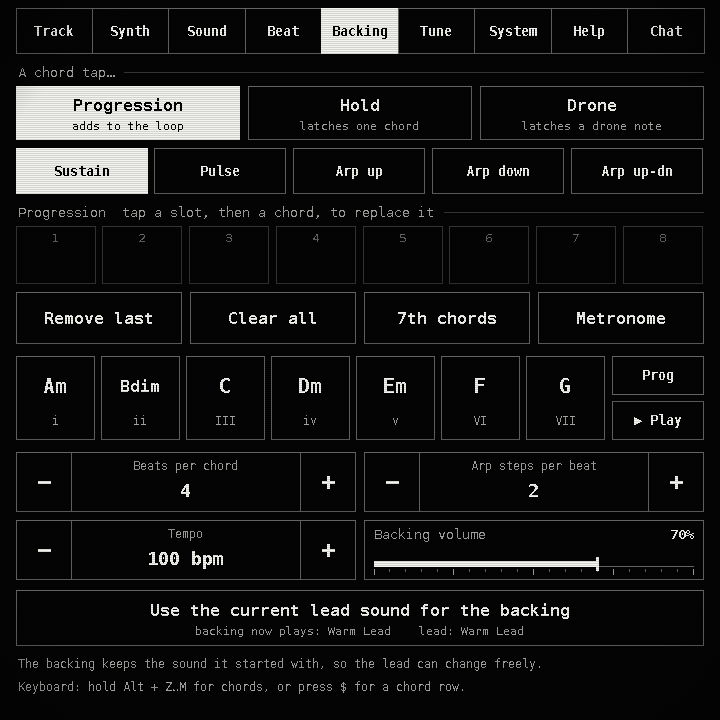 Track Synth Sound Beat Backing Tune System Help Chat
A chord tap…
Progression Hold Drone
adds to the loop latches one chord latches a drone note
Sustain Pulse Arp up Arp down Arp up-dn
Progression tap a slot, then a chord, to replace it
1 2 3 4 5 6 7 8
Remove last Clear all 7th chords Metronome
Am Bdim C Dm Em F G Prog
i ii III iv v VI VII ▶ Play
Beats per chord Arp steps per beat
− 4 + − 2 +
Tempo Backing volume 70%
− 100 bpm +
Use the current lead sound for the backing
backing now plays: Warm Lead lead: Warm Lead
The backing keeps the sound it started with, so the lead can change freely.
Keyboard: hold Alt + Z..M for chords, or press $ for a chord row.